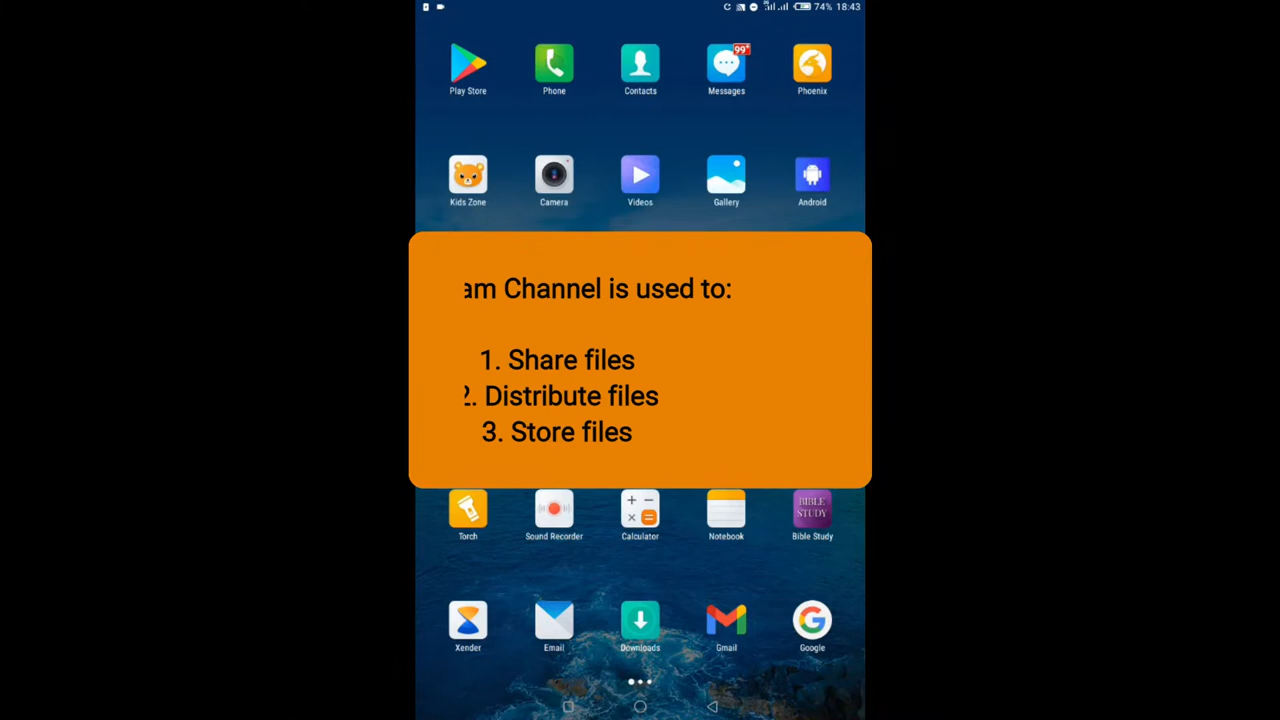 74% 18:43
99+
Play Store Phone Contacts Messages Phoenix
Kids Zone Camera Videos Gallery Android
am Channel is used to:
1. Share files
2. Distribute files
3. Store files
BIBLE
STUDY
Torch Sound Recorder Calculator Notebook Bible Study
Xender Email Downloads Gmail Google